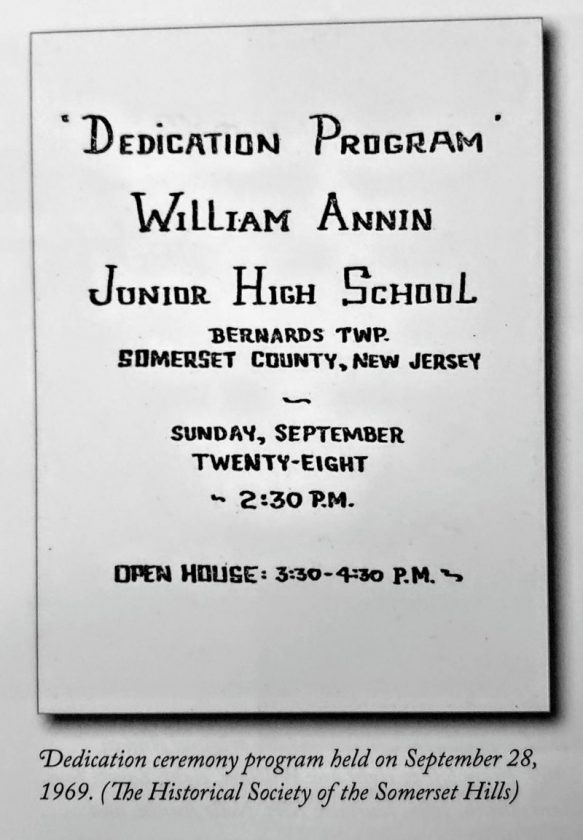 'DEDICATION PROGRAM'
WILLIAM ANNIN
JUNIOR HIGH SCHOOL
BERNARDS TWP.
SOMERSET COUNTY, NEW JERSEY
~
SUNDAY, SEPTEMBER
TWENTY-EIGHT
~ 2:30 P.M.
OPEN HOUSE: 3:30-4:30 P.M. ~
Dedication ceremony program held on September 28,
1969. (The Historical Society of the Somerset Hills)